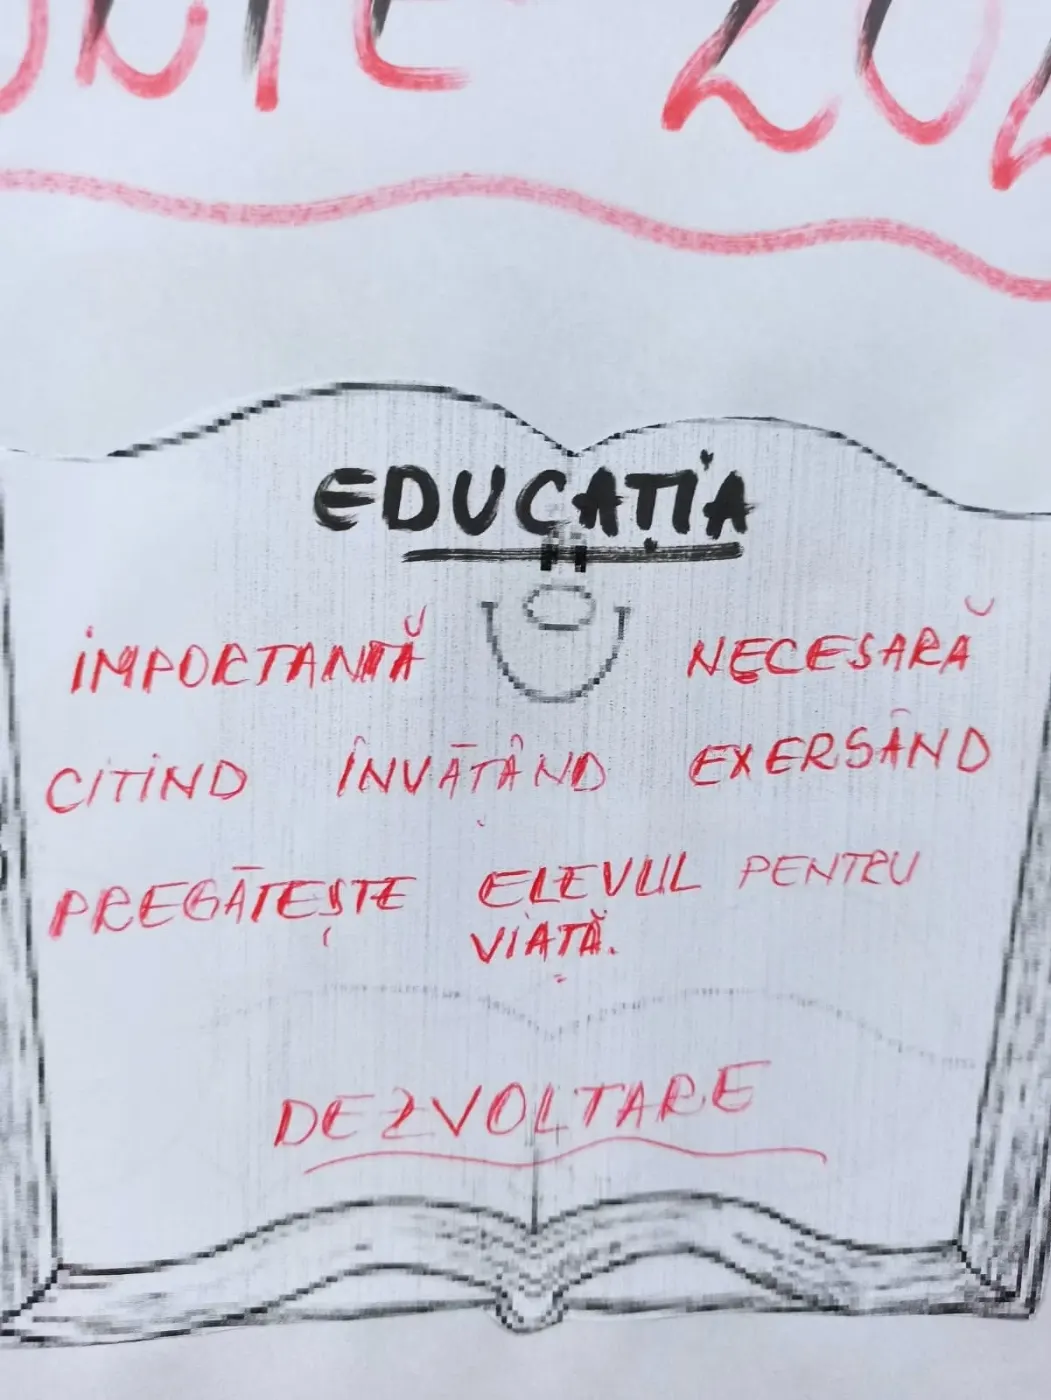 EDUCAȚIA
IMPORTANTĂ NECESARĂ
CITIND ÎNVĂȚÂND EXERSÂND
PREGĂTEȘTE ELEVUL PENTRU
VIAȚĂ.
DEZVOLTARE